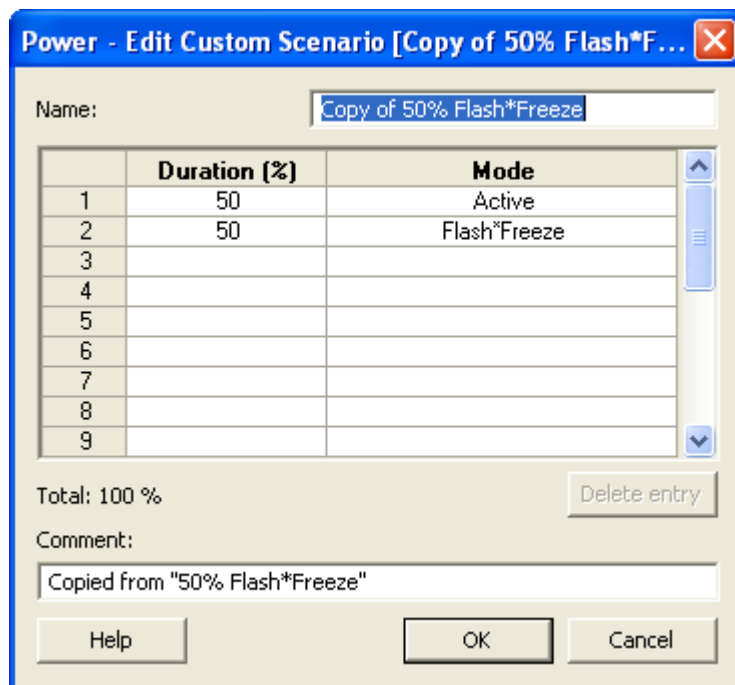 Power - Edit Custom Scenario [Copy of 50% Flash*F...
Name: Copy of 50% Flash*Freeze
Duration (%) Mode
1 50 Active
2 50 Flash*Freeze
3
4
5
6
7
8
9
Total: 100 % Delete entry
Comment:
Copied from "50% Flash*Freeze"
Help OK Cancel